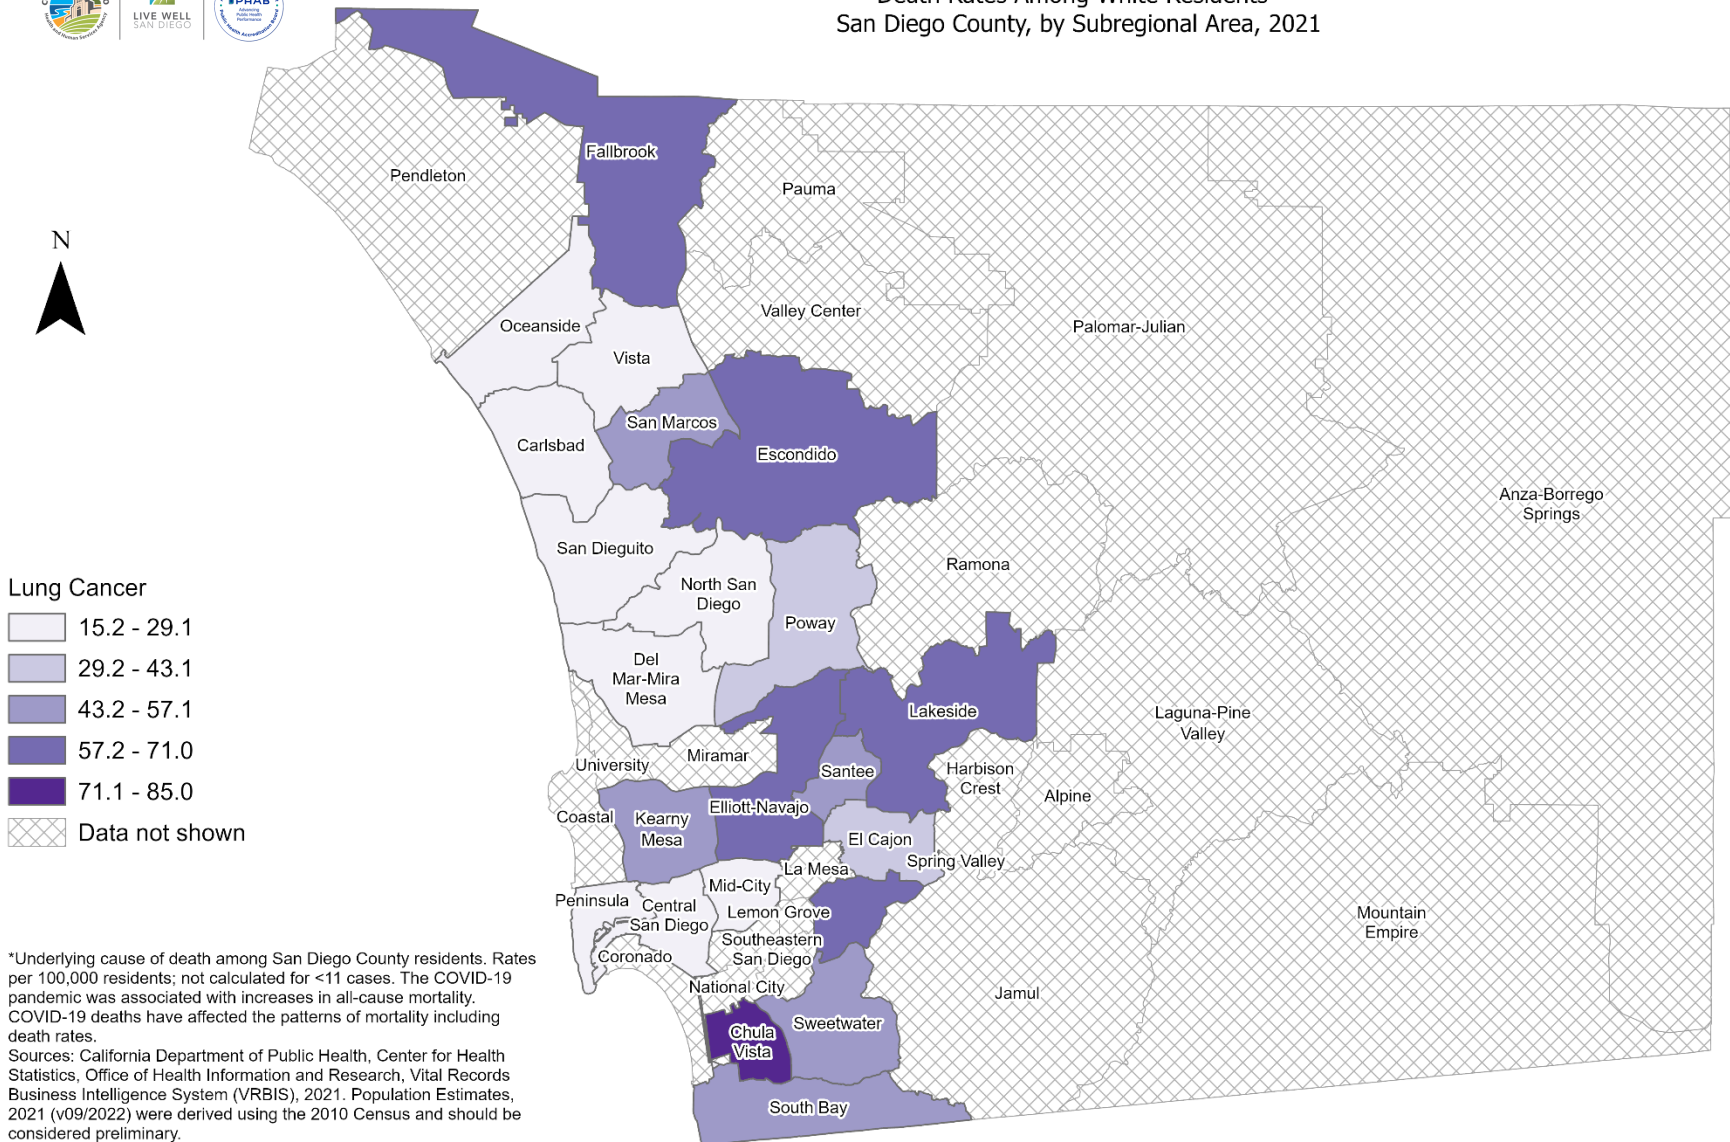 PHAB
Advancing
Public Health
Performance
Public Health Accreditation Board
LIVE WELL
SAN DIEGO
Death Rates Among White Residents
San Diego County, by Subregional Area, 2021
Fallbrook
Pendleton
Pauma
N
Valley Center
Oceanside
Palomar-Julian
Vista
San Marcos
Carlsbad
Escondido
Anza-Borrego
Springs
San Dieguito
Ramona
North San
Diego
Poway
Del
Mar-Mira
Mesa
Lakeside
Laguna-Pine
Valley
Miramar
University
Santee
Harbison
Crest
Alpine
Coastal
Kearny
Mesa
Elliott-Navajo
El Cajon
Spring Valley
La Mesa
Mid-City
Peninsula
Central
San Diego
Lemon Grove
Mountain
Empire
Southeastern
San Diego
Coronado
National City
Jamul
Chula
Vista
Sweetwater
South Bay
Lung Cancer
15.2 - 29.1
29.2 - 43.1
43.2 - 57.1
57.2 - 71.0
71.1 - 85.0
Data not shown
*Underlying cause of death among San Diego County residents. Rates
per 100,000 residents; not calculated for <11 cases. The COVID-19
pandemic was associated with increases in all-cause mortality.
COVID-19 deaths have affected the patterns of mortality including
death rates.
Sources: California Department of Public Health, Center for Health
Statistics, Office of Health Information and Research, Vital Records
Business Intelligence System (VRBIS), 2021. Population Estimates,
2021 (v09/2022) were derived using the 2010 Census and should be
considered preliminary.